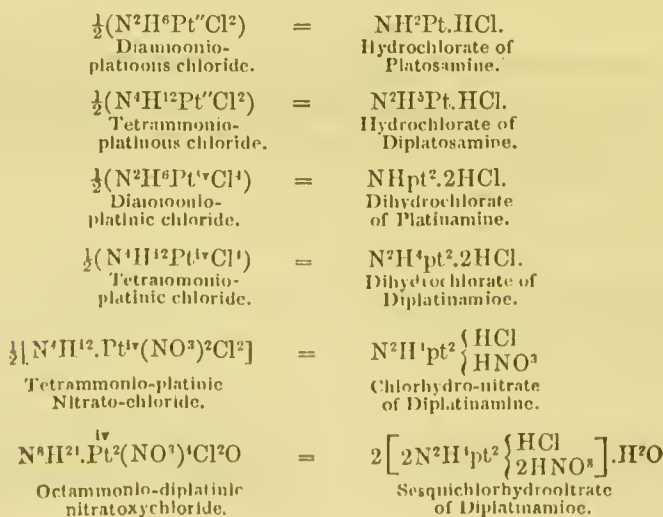 ½(N²H⁶Pt″Cl²) = NH²Pt.HCl.
Diammonio- Hydrochlorate of
platinous chloride. Platosamine.
½(N⁴H¹²Pt″Cl²) = N²H⁵Pt.HCl.
Tetrammonio- Hydrochlorate of
platinous chloride. Diplatosamine.
½(N²H⁶PtⁱᵛCl⁴) = NHpt².2HCl.
Diammonio- Dihydrochlorate
platinic chloride. of Platinamine.
½(N⁴H¹²PtⁱᵛCl⁴) = N²H⁴pt².2HCl.
Tetrammonio- Dihydrochlorate of
platinic chloride. Diplatinamine.
½[N⁴H¹².Ptⁱᵛ(NO³)²Cl²] = N²H⁴pt² { HCl
HNO³
Tetrammonio-platinic Chlorhydro-nitrate
Nitrato-chloride. of Diplatinamine.
iv
N⁸H²⁴.Pt²(NO³)⁴Cl²O = 2[2N²H⁴pt² { HCl
2HNO³ ].H²O
Octammonio-diplatinic Sesquichlorhydronitrate
nitratoxychloride. of Diplatinamine.